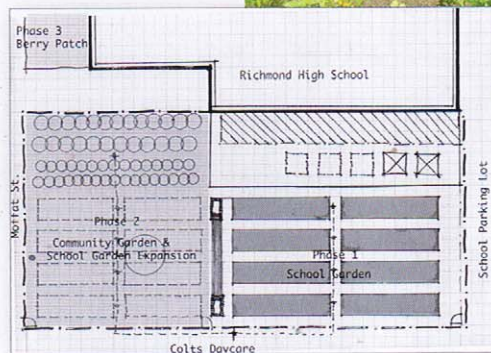 Phase 3
Berry Patch
Richmond High School
Moffat St.
School Parking Lot
Phase 2
Community Garden &
School Garden Expansion
Phase 1
School Garden
Colts Daycare